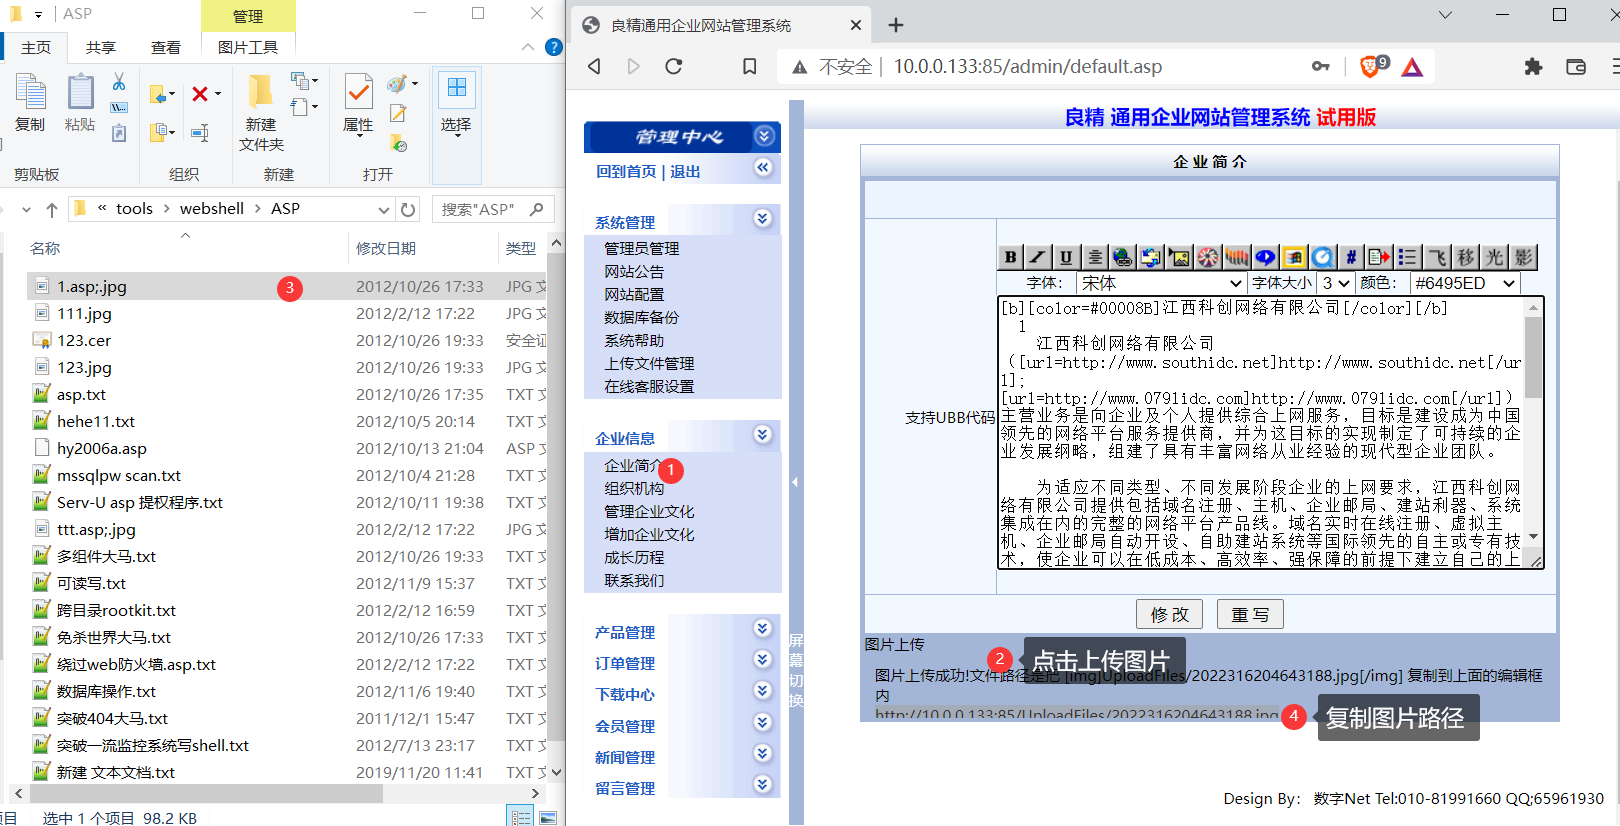 ASP
管理
主页
共享
查看
图片工具
复制
粘贴
新建
文件夹
属性
选择
剪贴板
组织
新建
打开
« tools > webshell > ASP
搜索"ASP"
名称
修改日期
类型
1.asp;.jpg 2012/10/26 17:33 JPG 文
3
111.jpg 2012/2/12 17:22 JPG 文
123.cer 2012/10/26 19:33 安全证
123.jpg 2012/10/26 19:33 JPG 文
asp.txt 2012/10/26 17:35 TXT 文
hehe11.txt 2012/10/5 20:14 TXT 文
hy2006a.asp 2012/10/13 21:04 ASP 文
mssqlpw scan.txt 2012/10/4 21:28 TXT 文
Serv-U asp 提权程序.txt 2012/10/11 19:38 TXT 文
ttt.asp;.jpg 2012/2/12 17:22 JPG 文
多组件大马.txt 2012/10/26 19:33 TXT 文
可读写.txt 2012/11/9 15:37 TXT 文
跨目录rootkit.txt 2012/2/12 16:59 TXT 文
免杀世界大马.txt 2012/10/26 17:33 TXT 文
绕过web防火墙.asp.txt 2012/2/12 17:22 TXT 文
数据库操作.txt 2012/11/6 19:40 TXT 文
突破404大马.txt 2011/12/1 15:47 TXT 文
突破一流监控系统写shell.txt 2012/7/13 23:17 TXT 文
新建 文本文档.txt 2019/11/20 11:41 TXT 文
项目 选中 1 个项目 98.2 KB
良精通用企业网站管理系统
不安全 | 10.0.0.133:85/admin/default.asp
9
管理中心
回到首页 | 退出
系统管理
管理员管理
网站公告
网站配置
数据库备份
系统帮助
上传文件管理
在线客服设置
企业信息
企业简介
1
组织机构
管理企业文化
增加企业文化
成长历程
联系我们
产品管理
订单管理
下载中心
会员管理
新闻管理
留言管理
屏
幕
切
换
良精 通用企业网站管理系统 试用版
企 业 简 介
B I U # 飞 移 光 影
字体： 宋体 字体大小 3 颜色： #6495ED
支持UBB代码
[b][color=#00008B]江西科创网络有限公司[/color][/b]
1
江西科创网络有限公司
（[url=http://www.southidc.net]http://www.southidc.net[/ur
l];
[url=http://www.0791idc.com]http://www.0791idc.com[/url]）
主营业务是向企业及个人提供综合上网服务，目标是建设成为中国
领先的网络平台服务提供商，并为这目标的实现制定了可持续的企
业发展纲略，组建了具有丰富网络从业经验的现代型企业团队。
为适应不同类型、不同发展阶段企业的上网要求，江西科创网
络有限公司提供包括域名注册、主机、企业邮局、建站利器、系统
集成在内的完整的网络平台产品线。域名实时在线注册、虚拟主
机、企业邮局自动开设、自助建站系统等国际领先的自主或专有技
术，使企业可以在低成本、高效率、强保障的前提下建立自己的上
修 改
重 写
图片上传
2
点击上传图片
图片上传成功!文件路径是把 [img]UploadFiles/2022316204643188.jpg[/img] 复制到上面的编辑框
内
http://10.0.0.133:85/UploadFiles/2022316204643188.jpg
4
复制图片路径
Design By： 数字Net Tel:010-81991660 QQ;65961930